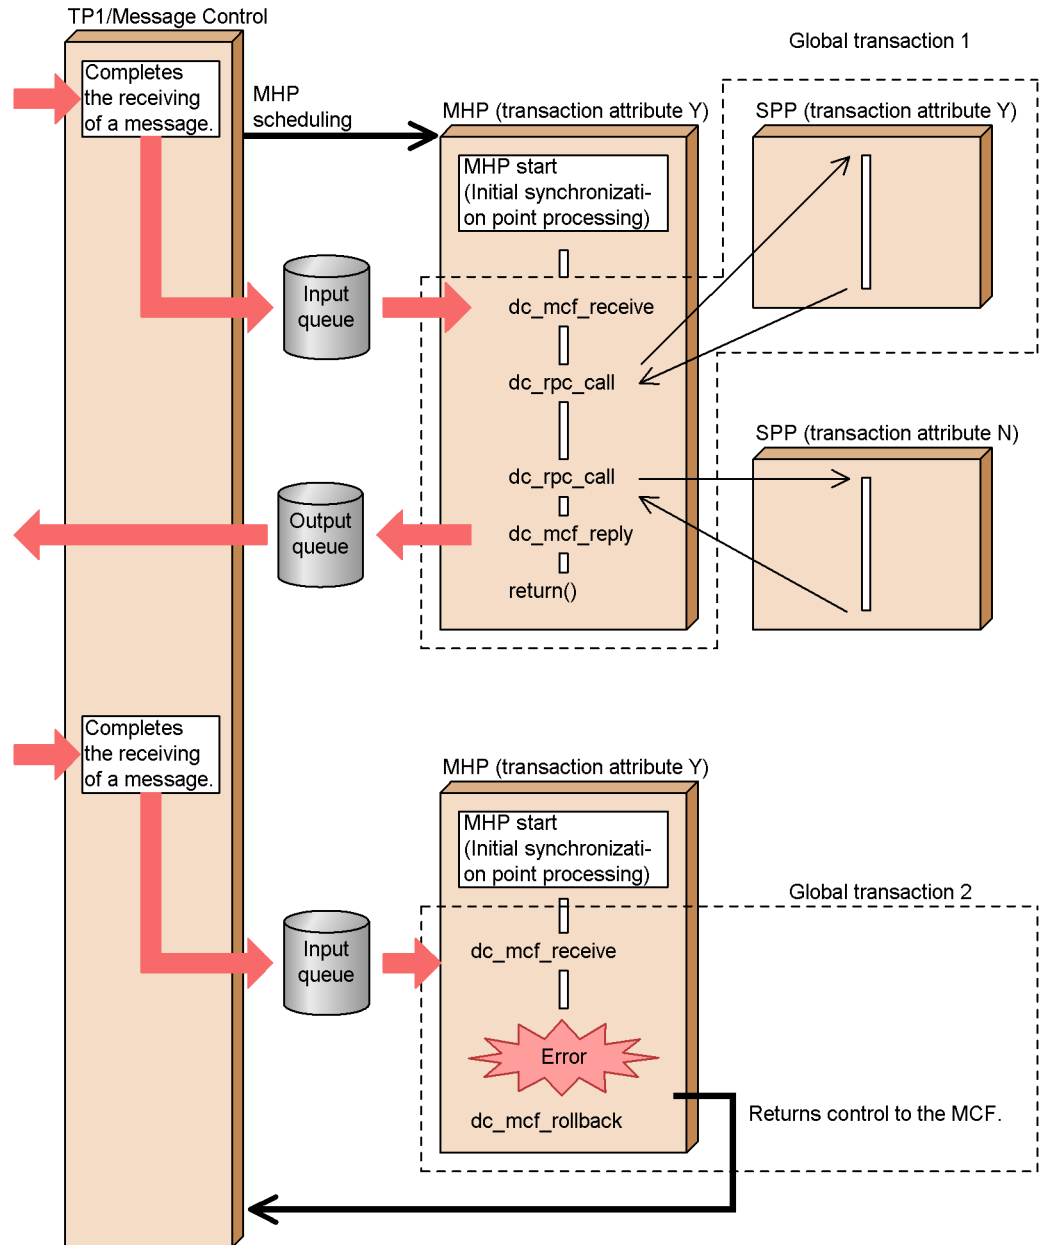 TP1/Message Control
Global transaction 1
Completes
the receiving
of a message.
MHP
scheduling
MHP (transaction attribute Y)
SPP (transaction attribute Y)
MHP start
(Initial synchronizati-
on point processing)
Input
queue
dc_mcf_receive
dc_rpc_call
SPP (transaction attribute N)
dc_rpc_call
Output
queue
dc_mcf_reply
return()
Completes
the receiving
of a message.
MHP (transaction attribute Y)
MHP start
(Initial synchronizati-
on point processing)
Global transaction 2
Input
queue
dc_mcf_receive
Error
dc_mcf_rollback
Returns control to the MCF.